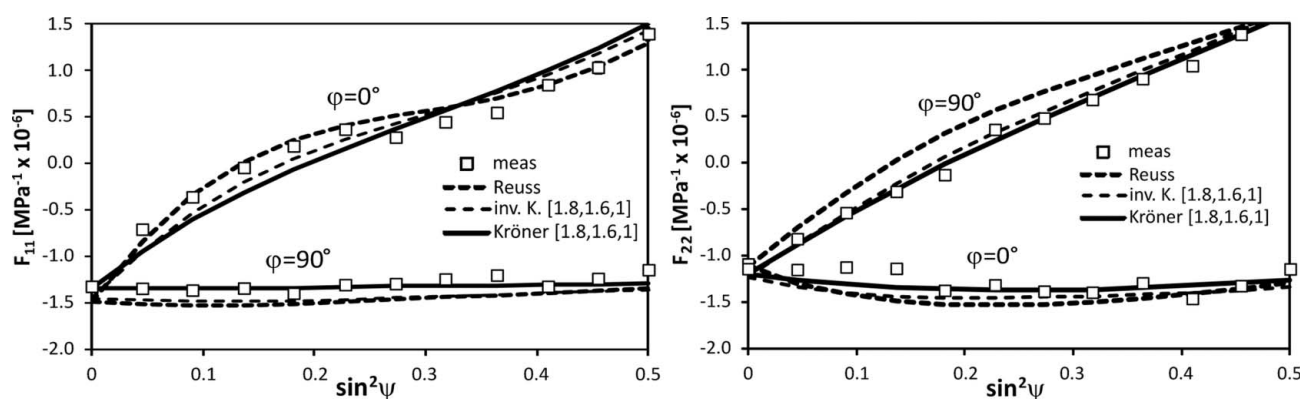 1.5
1.0
0.5
0.0
-0.5
-1.0
-1.5
-2.0
F11 [MPa-1 x 10-6]
φ=0°
meas
Reuss
inv. K. [1.8,1.6,1]
Kröner [1.8,1.6,1]
φ=90°
0 0.1 0.2 0.3 0.4 0.5
sin²ψ
1.5
1.0
0.5
0.0
-0.5
-1.0
-1.5
-2.0
F22 [MPa-1 x 10-6]
φ=90°
meas
Reuss
inv. K. [1.8,1.6,1]
Kröner [1.8,1.6,1]
φ=0°
0 0.1 0.2 0.3 0.4 0.5
sin²ψ